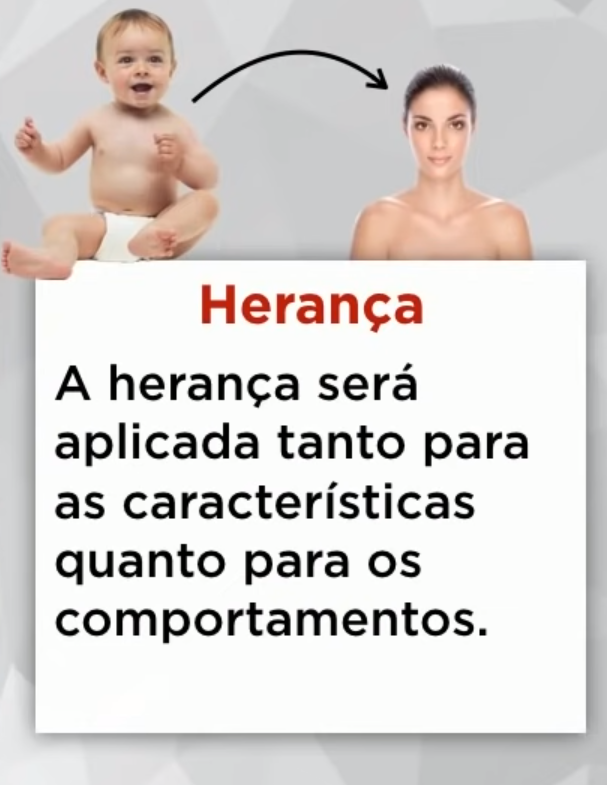 Herança
A herança será
aplicada tanto para
as características
quanto para os
comportamentos.